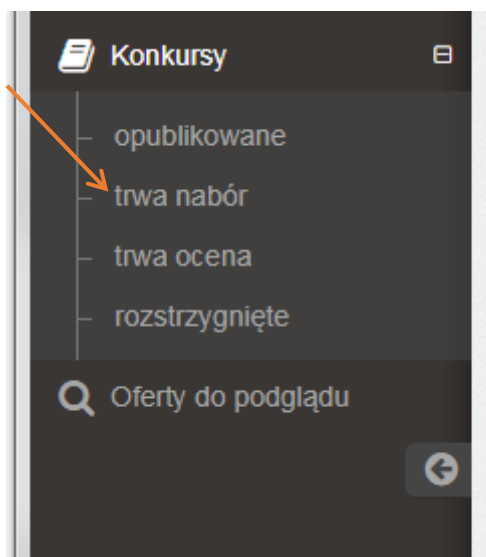 Konkursy
opublikowane
trwa nabór
trwa ocena
rozstrzygnięte
Oferty do podglądu